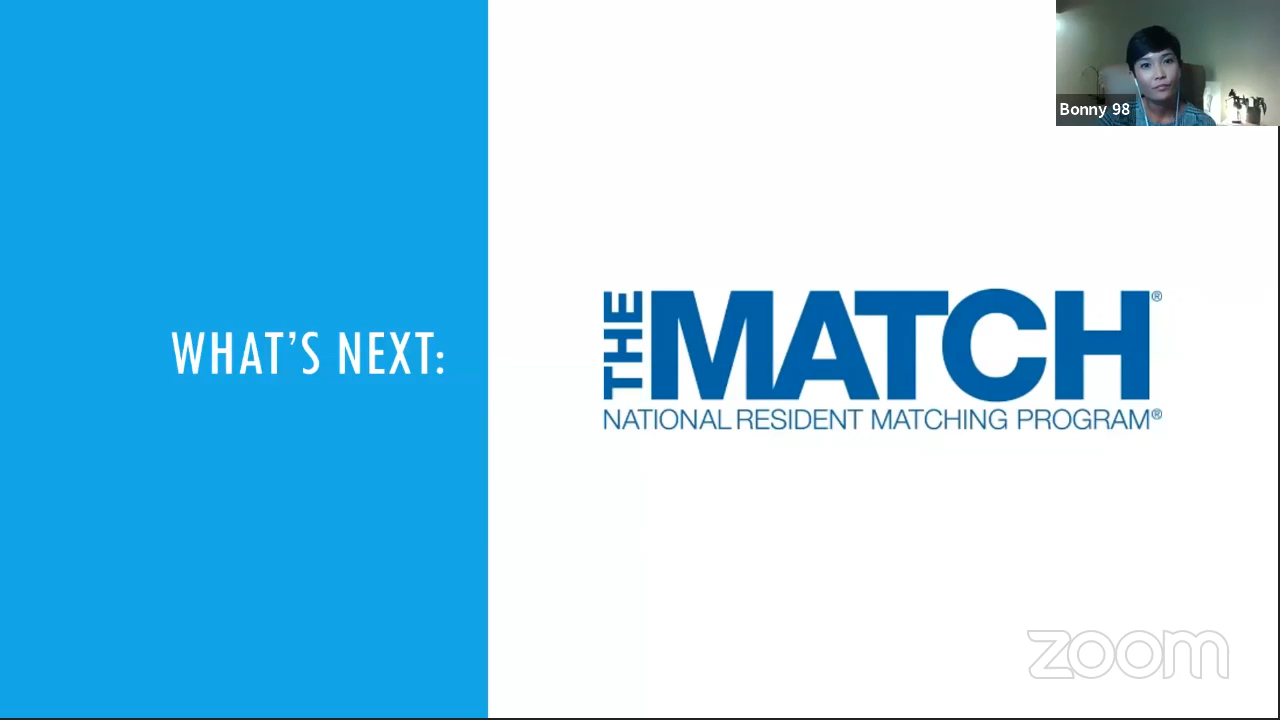 Bonny 98
WHAT'S NEXT:
THE MATCH®
NATIONAL RESIDENT MATCHING PROGRAM®
zoom